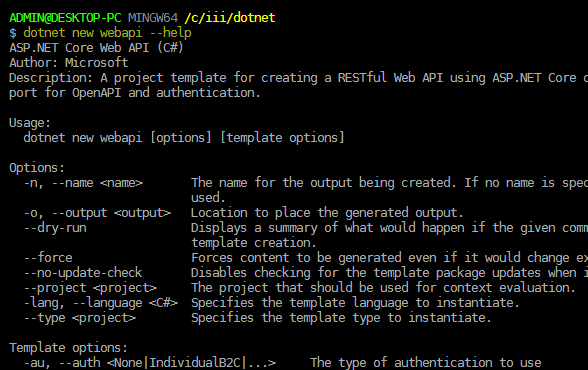 ADMIN@DESKTOP-PC MINGW64 /c/iii/dotnet
$ dotnet new webapi --help
ASP.NET Core Web API (C#)
Author: Microsoft
Description: A project template for creating a RESTful Web API using ASP.NET Core
port for OpenAPI and authentication.
Usage:
dotnet new webapi [options] [template options]
Options:
-n, --name <name> The name for the output being created. If no name is spec
used.
-o, --output <output> Location to place the generated output.
--dry-run Displays a summary of what would happen if the given comm
template creation.
--force Forces content to be generated even if it would change ex
--no-update-check Disables checking for the template package updates when i
--project <project> The project that should be used for context evaluation.
-lang, --language <C#> Specifies the template language to instantiate.
--type <project> Specifies the template type to instantiate.
Template options:
-au, --auth <None|IndividualB2C|...> The type of authentication to use